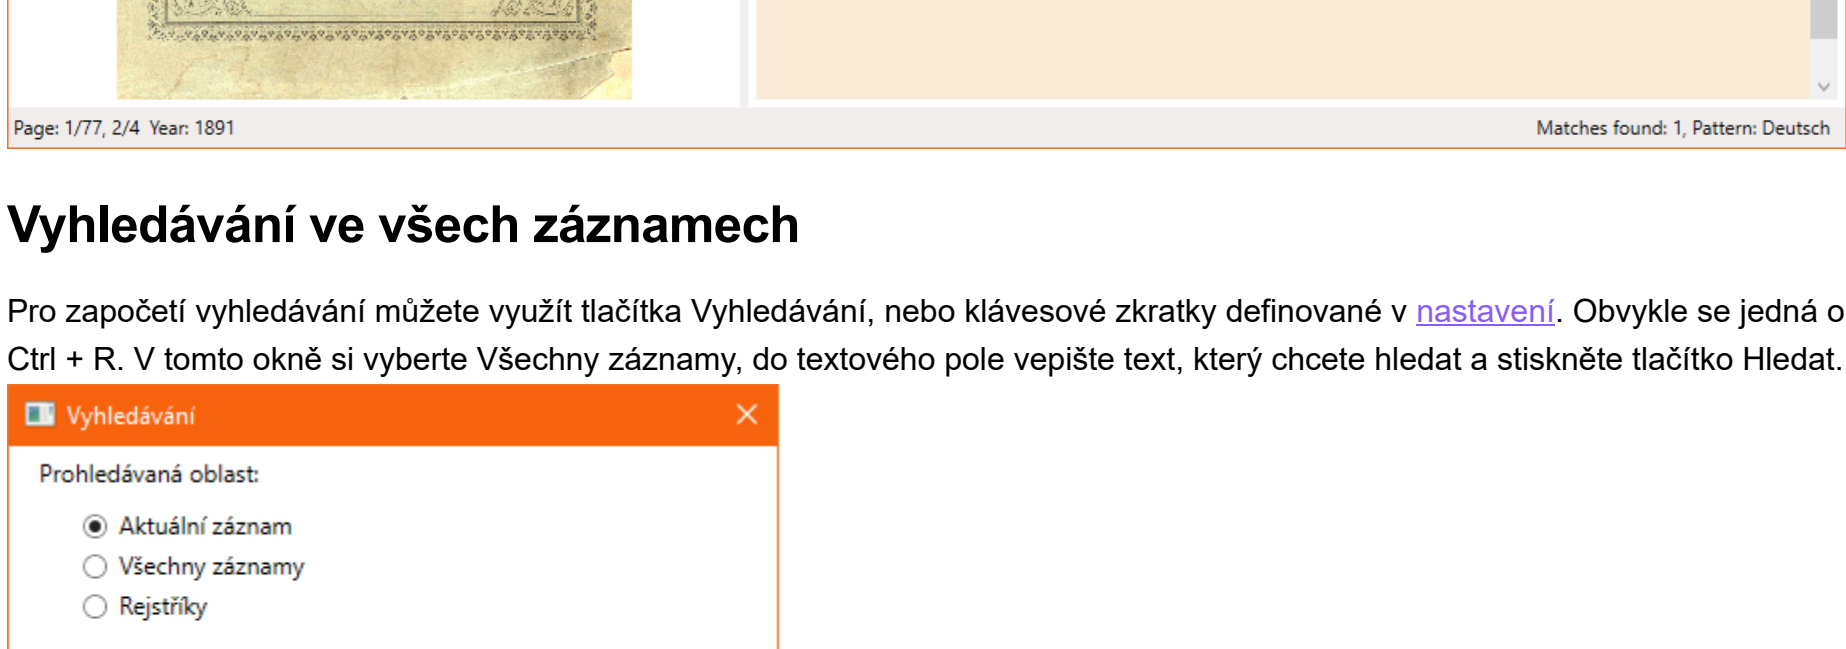 Page: 1/77, 2/4 Year: 1891
Matches found: 1, Pattern: Deutsch
Vyhledávání ve všech záznamech
Pro započetí vyhledávání můžete využít tlačítka Vyhledávání, nebo klávesové zkratky definované v nastavení. Obvykle se jedná o
Ctrl + R. V tomto okně si vyberte Všechny záznamy, do textového pole vepište text, který chcete hledat a stiskněte tlačítko Hledat.
Vyhledávání
Prohledávaná oblast:
Aktuální záznam
Všechny záznamy
Rejstříky